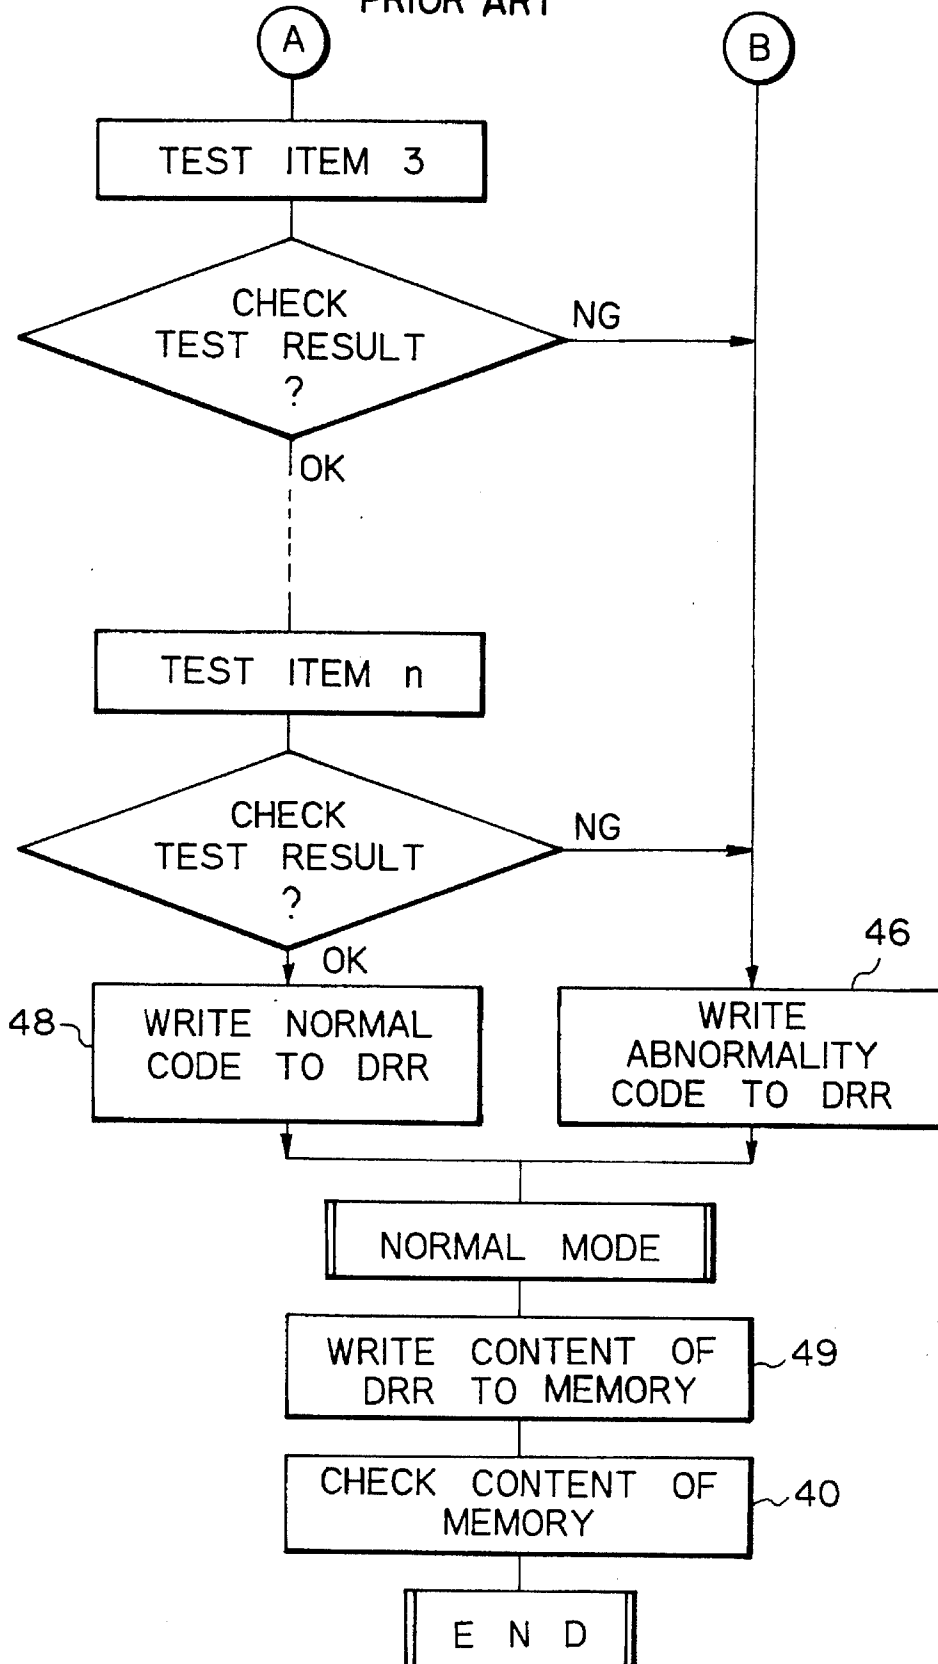 PRIOR ART
A
B
TEST ITEM 3
CHECK
TEST RESULT
?
NG
OK
TEST ITEM n
CHECK
TEST RESULT
?
NG
OK
46
48
WRITE NORMAL
CODE TO DRR
WRITE
ABNORMALITY
CODE TO DRR
NORMAL MODE
WRITE CONTENT OF
DRR TO MEMORY
49
CHECK CONTENT OF
MEMORY
40
END